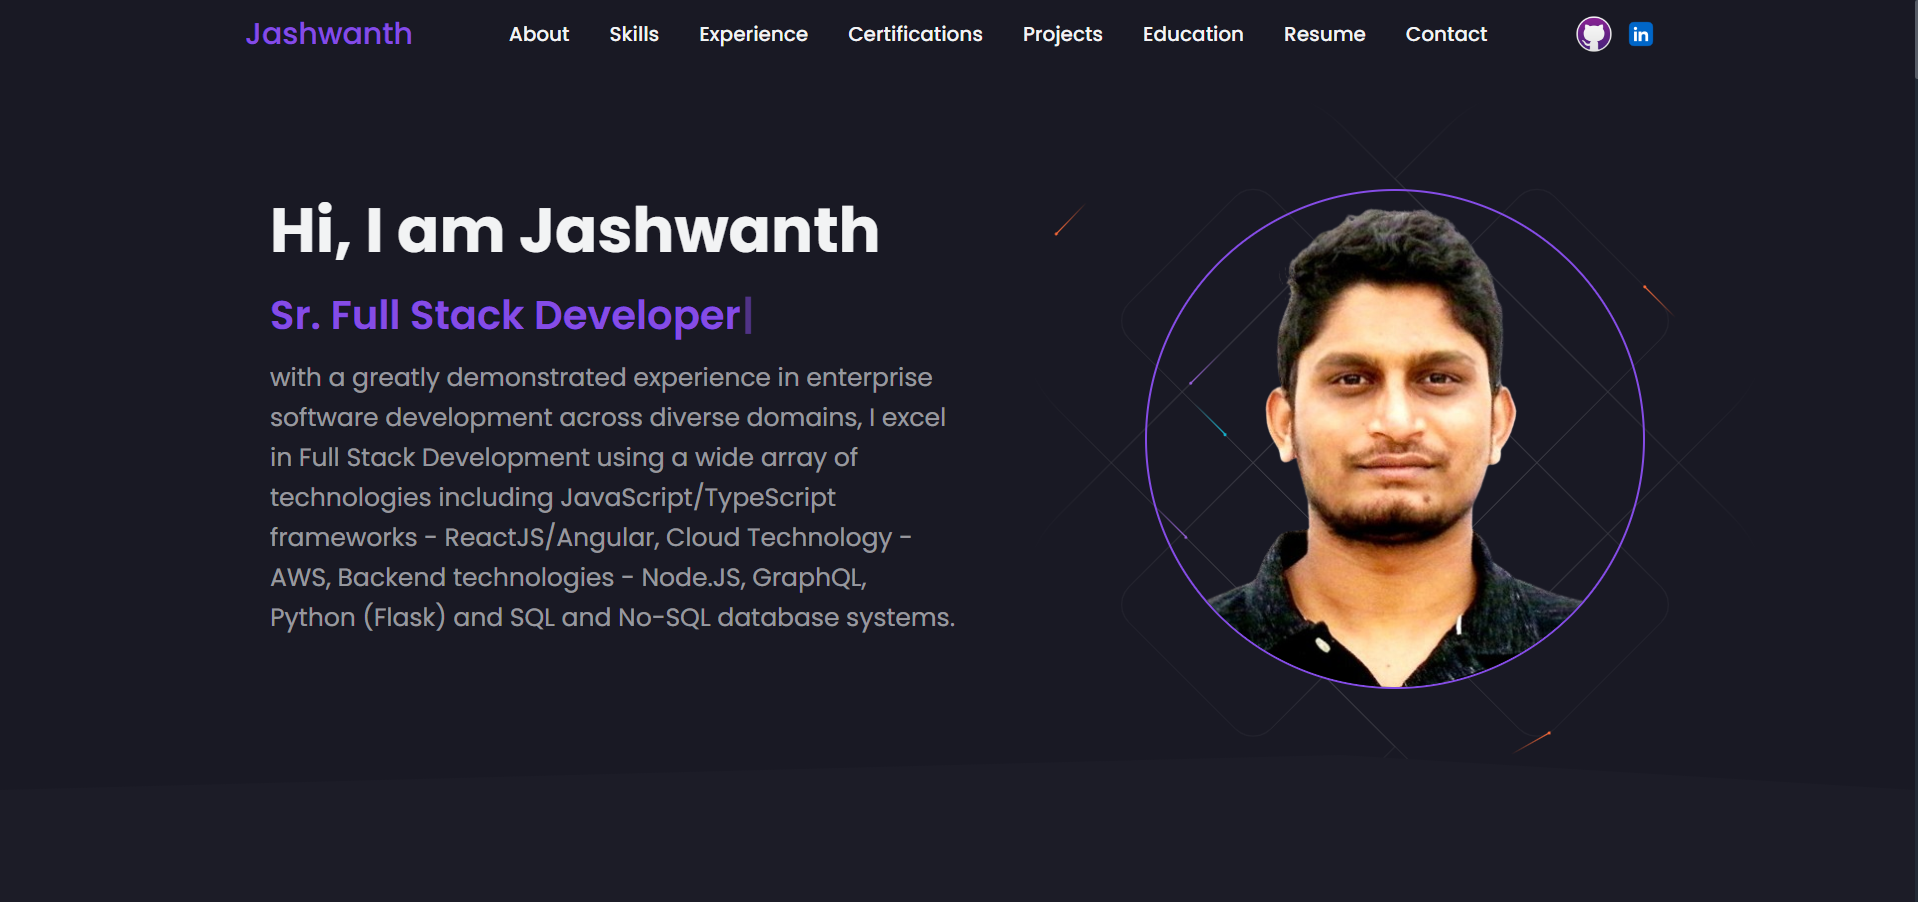 Jashwanth
About
Skills
Experience
Certifications
Projects
Education
Resume
Contact
in
Hi, I am Jashwanth
Sr. Full Stack Developer|
with a greatly demonstrated experience in enterprise
software development across diverse domains, I excel
in Full Stack Development using a wide array of
technologies including JavaScript/TypeScript
frameworks - ReactJS/Angular, Cloud Technology -
AWS, Backend technologies - Node.JS, GraphQL,
Python (Flask) and SQL and No-SQL database systems.